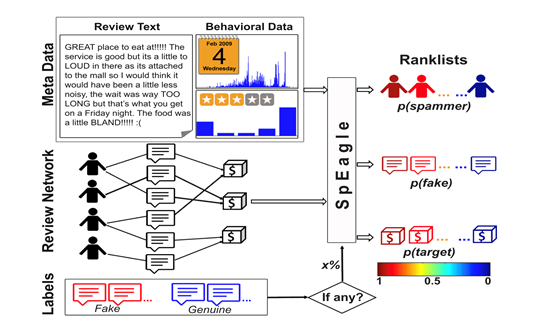 Review Text
Behavioral Data
Ranklists
Meta Data
GREAT place to eat at!!!! The
service is good but its a little to
LOUD in there as its attached
to the mall so I would think it
would have been a little less
noisy, the wait was way TOO
LONG but that's what you get
on a Friday night. The food was
a little BLAND!!!!! :(
Feb 2009
4
Wednesday
p(spammer)
Review Network
$
$
$
SpEagle
...
...
p(fake)
$
$
...
...
$
p(target)
1
0.5
0
Labels
...
Fake
...
Genuine
x%
If any?